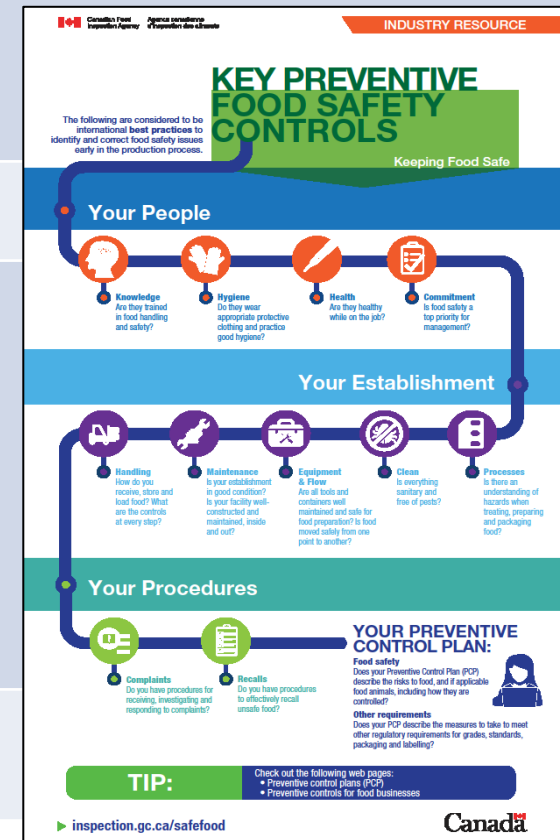 Canadian Food Inspection Agency
Agence canadienne d'inspection des aliments
INDUSTRY RESOURCE
KEY PREVENTIVE
FOOD SAFETY
CONTROLS
Keeping Food Safe
The following are considered to be
international best practices to
identify and correct food safety issues
early in the production process.
Your People
Knowledge
Are they trained
in food handling
and safety?
Hygiene
Do they wear
appropriate protective
clothing and practice
good hygiene?
Health
Are they healthy
while on the job?
Commitment
Is food safety a
top priority for
management?
Your Establishment
Handling
How do you
receive, store and
load food? What
are the controls
at every step?
Maintenance
Is your establishment
in good condition?
Is your facility well-
constructed and
maintained, inside
and out?
Equipment
& Flow
Are all tools and
containers well
maintained and safe for
food preparation? Is food
moved safely from one
point to another?
Clean
Is everything
sanitary and
free of pests?
Processes
Is there an
understanding of
hazards when
treating, preparing
and packaging
food?
Your Procedures
Complaints
Do you have procedures for
receiving, investigating and
responding to complaints?
Recalls
Do you have procedures
to effectively recall
unsafe food?
YOUR PREVENTIVE
CONTROL PLAN:
Food safety
Does your Preventive Control Plan (PCP)
describe the risks to food, and if applicable
food animals, including how they are
controlled?
Other requirements
Does your PCP describe the measures to take to meet
other regulatory requirements for grades, standards,
packaging and labelling?
TIP:
Check out the following web pages:
• Preventive control plans (PCP)
• Preventive controls for food businesses
inspection.gc.ca/safefood
Canada